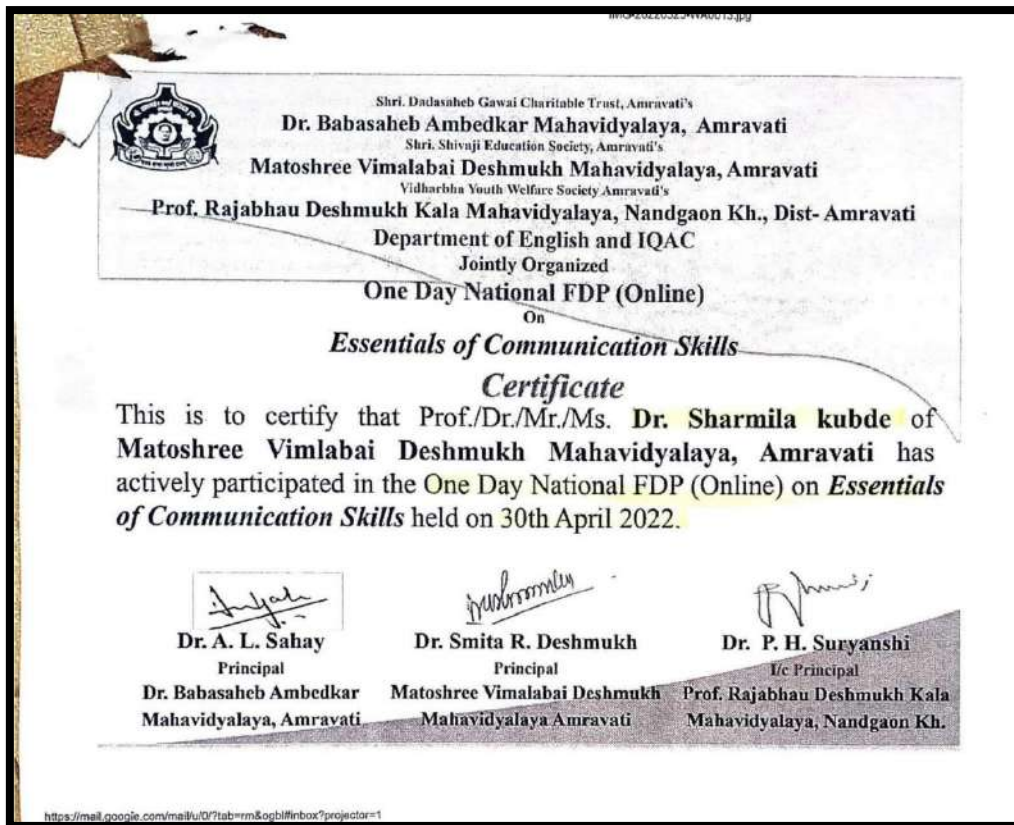 Shri. Dadasaheb Gawai Charitable Trust, Amravati's
Dr. Babasaheb Ambedkar Mahavidyalaya, Amravati
Shri. Shivaji Education Society, Amravati's
Matoshree Vimalabai Deshmukh Mahavidyalaya, Amravati
Vidharbha Youth Welfare Society Amravati's
Prof. Rajabhau Deshmukh Kala Mahavidyalaya, Nandgaon Kh., Dist- Amravati
Department of English and IQAC
Jointly Organized
One Day National FDP (Online)
On
Essentials of Communication Skills
Certificate
This is to certify that Prof./Dr./Mr./Ms. Dr. Sharmila kubde of
Matoshree Vimlabai Deshmukh Mahavidyalaya, Amravati has
actively participated in the One Day National FDP (Online) on Essentials
of Communication Skills held on 30th April 2022.
Dr. A. L. Sahay Dr. Smita R. Deshmukh Dr. P. H. Suryanshi
Principal Principal I/c Principal
Dr. Babasaheb Ambedkar Matoshree Vimalabai Deshmukh Prof. Rajabhau Deshmukh Kala
Mahavidyalaya, Amravati Mahavidyalaya Amravati Mahavidyalaya, Nandgaon Kh.
https://mail.google.com/mail/u/0/?tab=rm&ogbl#inbox?projector=1